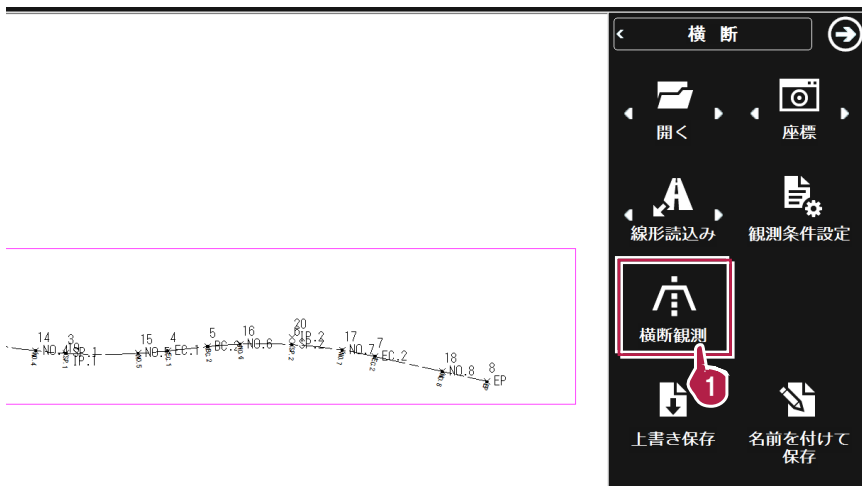 横 断
開く
座標
線形読込み
観測条件設定
横断観測
1
上書き保存
名前を付けて
保存
14
3
15
4
5
16
20
17
7
18
8
SP.1
IP.1
NO.5
EC.1
BC.2
NO.6
IP.2
SP.2
NO.7
EC.2
NO.8
EP